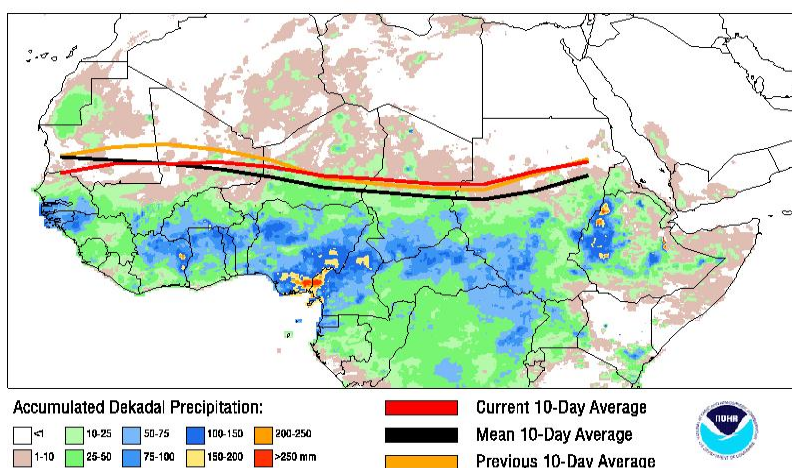 Accumulated Dekadal Precipitation:
<1 10-25 50-75 100-150 200-250
1-10 25-50 75-100 150-200 >250 mm
Current 10-Day Average
Mean 10-Day Average
Previous 10-Day Average